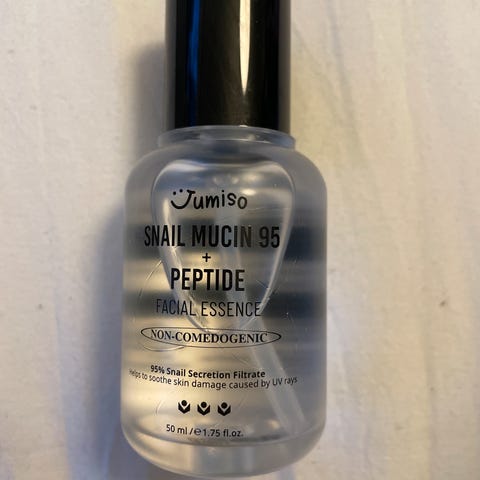 Jumiso
SNAIL MUCIN 95
+
PEPTIDE
FACIAL ESSENCE
NON-COMEDOGENIC
95% Snail Secretion Filtrate
Helps to soothe skin damage caused by UV rays
50 ml / ℮ 1.75 fl.oz.